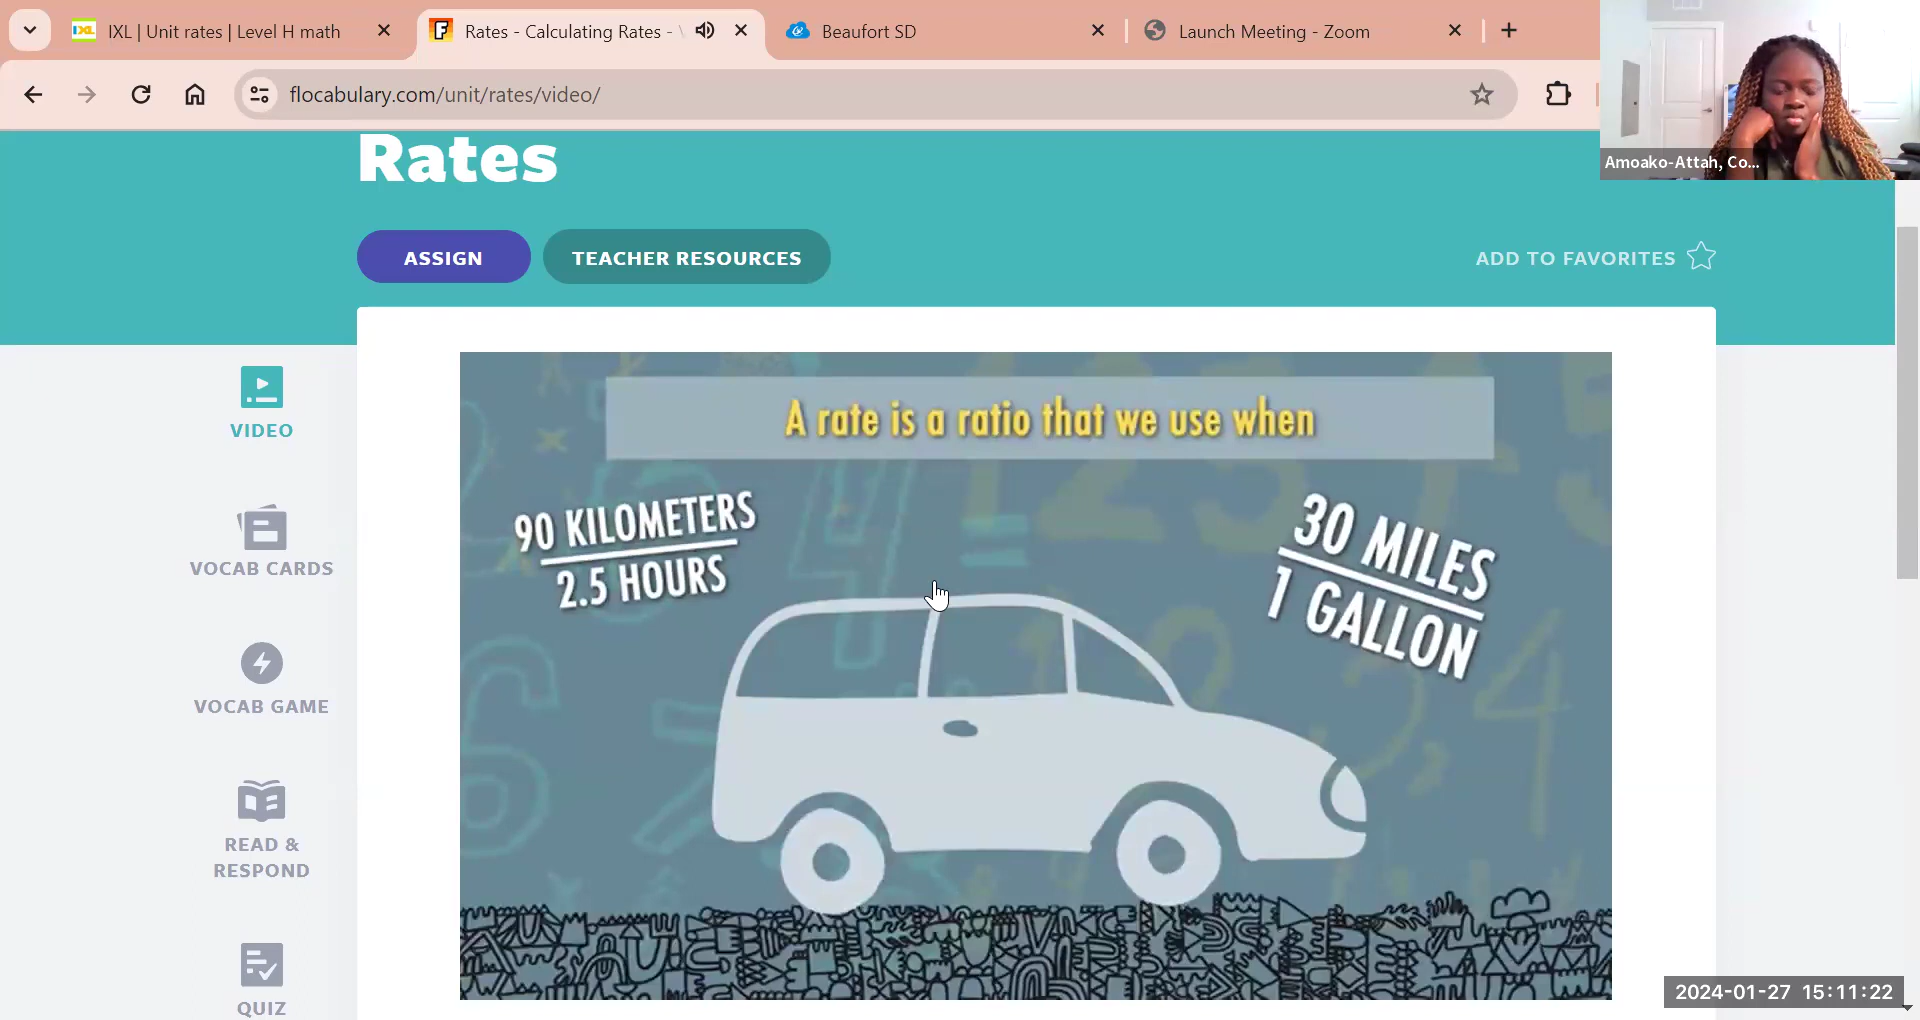 IXL | Unit rates | Level H math
Rates - Calculating Rates -
Beaufort SD
Launch Meeting - Zoom
flocabulary.com/unit/rates/video/
Amoako-Attah, Co...
Rates
ASSIGN
TEACHER RESOURCES
ADD TO FAVORITES
VIDEO
VOCAB CARDS
VOCAB GAME
READ &
RESPOND
QUIZ
A rate is a ratio that we use when
90 KILOMETERS
2.5 HOURS
30 MILES
1 GALLON
2024-01-27 15:11:22